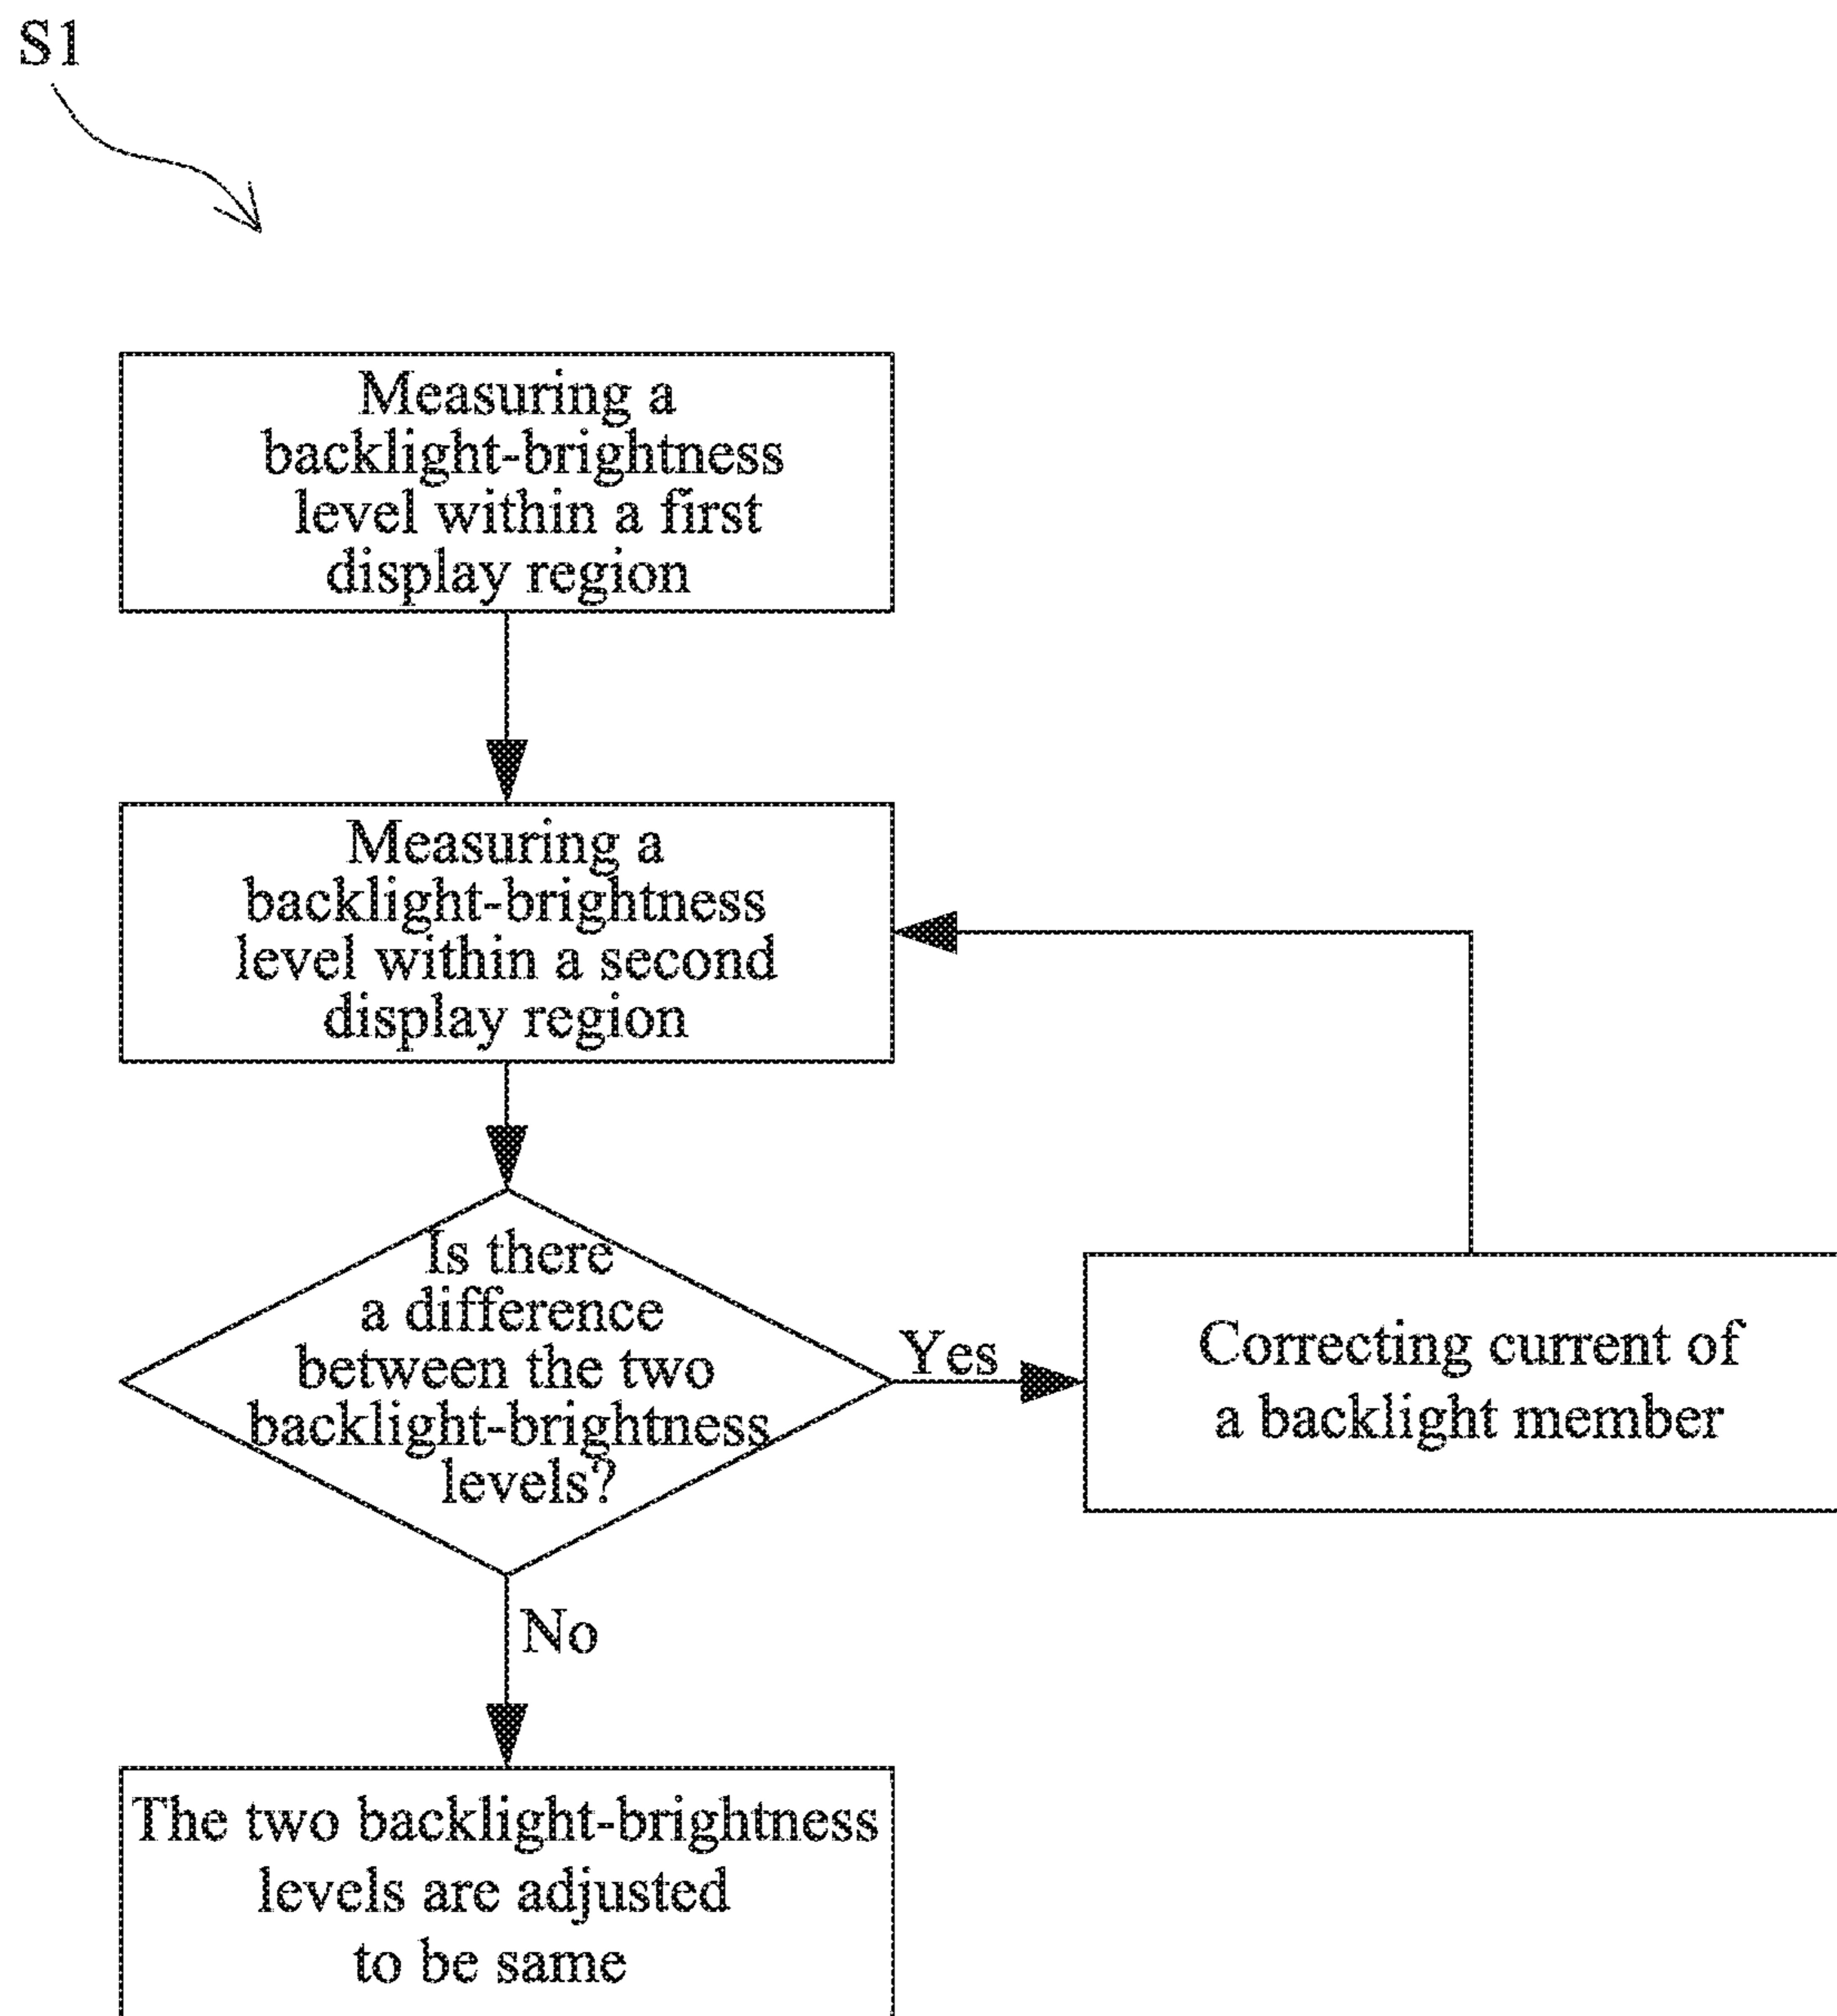 S1
Measuring a
backlight-brightness
level within a first
display region
Measuring a
backlight-brightness
level within a second
display region
Is there
a difference
between the two
backlight-brightness
levels?
Yes
Correcting current of
a backlight member
No
The two backlight-brightness
levels are adjusted
to be same